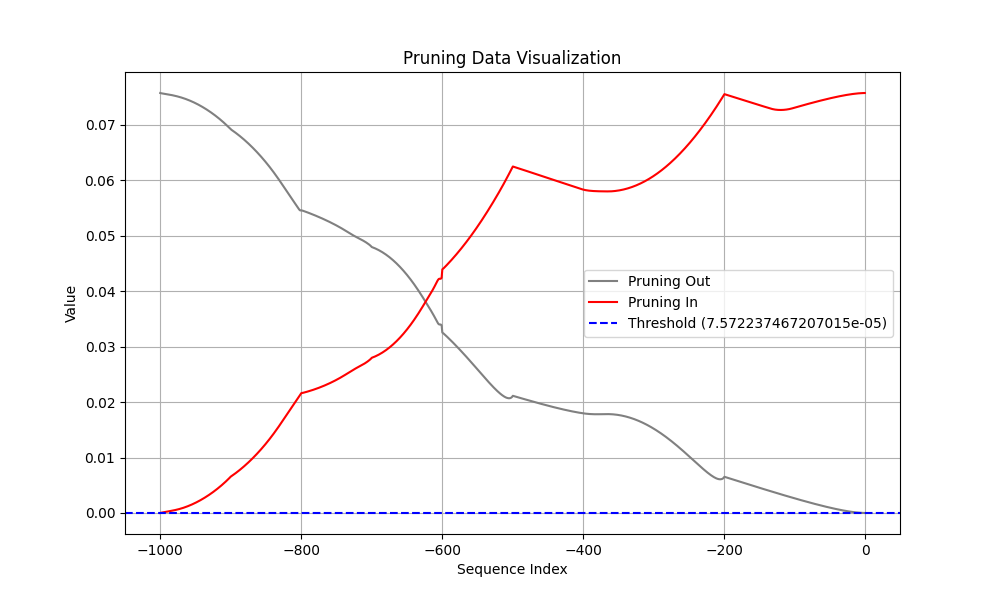 Pruning Data Visualization
Value
0.07
0.06
0.05
0.04
0.03
0.02
0.01
0.00
Pruning Out
Pruning In
Threshold (7.572237467207015e-05)
−1000
−800
−600
−400
−200
0
Sequence Index